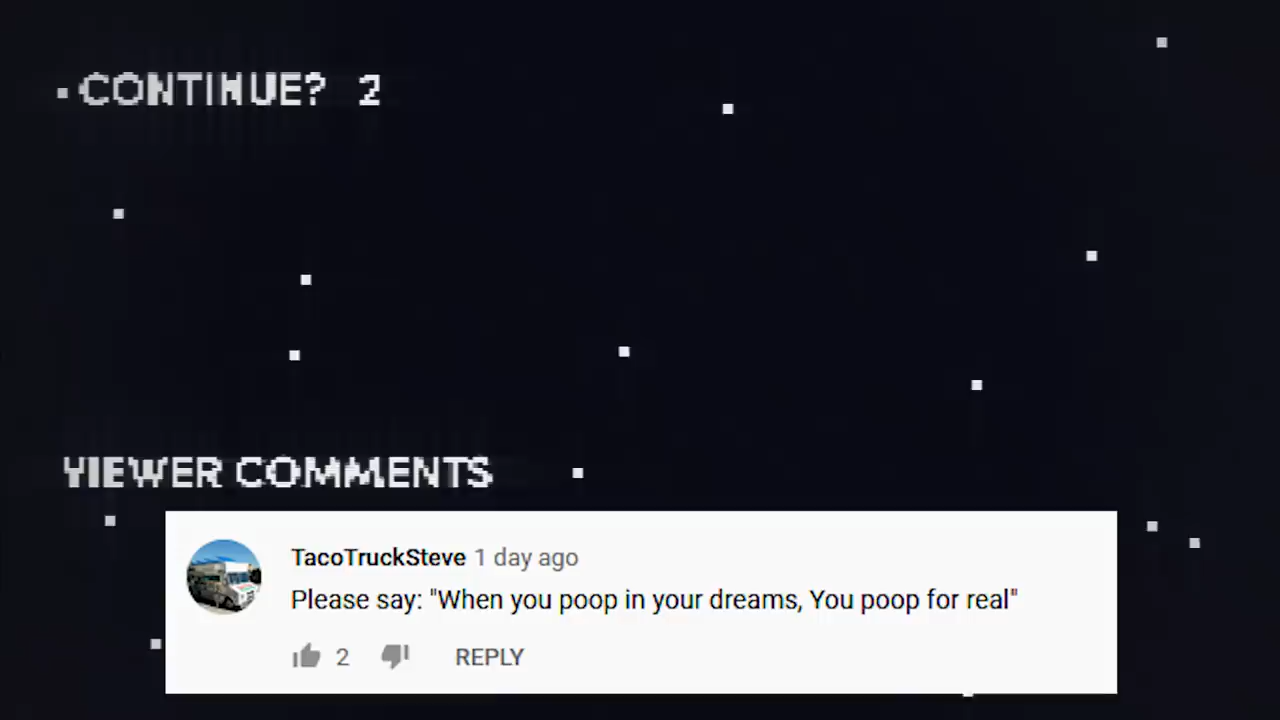 CONTINUE? 2
VIEWER COMMENTS
TacoTruckSteve 1 day ago
Please say: "When you poop in your dreams, You poop for real"
2 REPLY